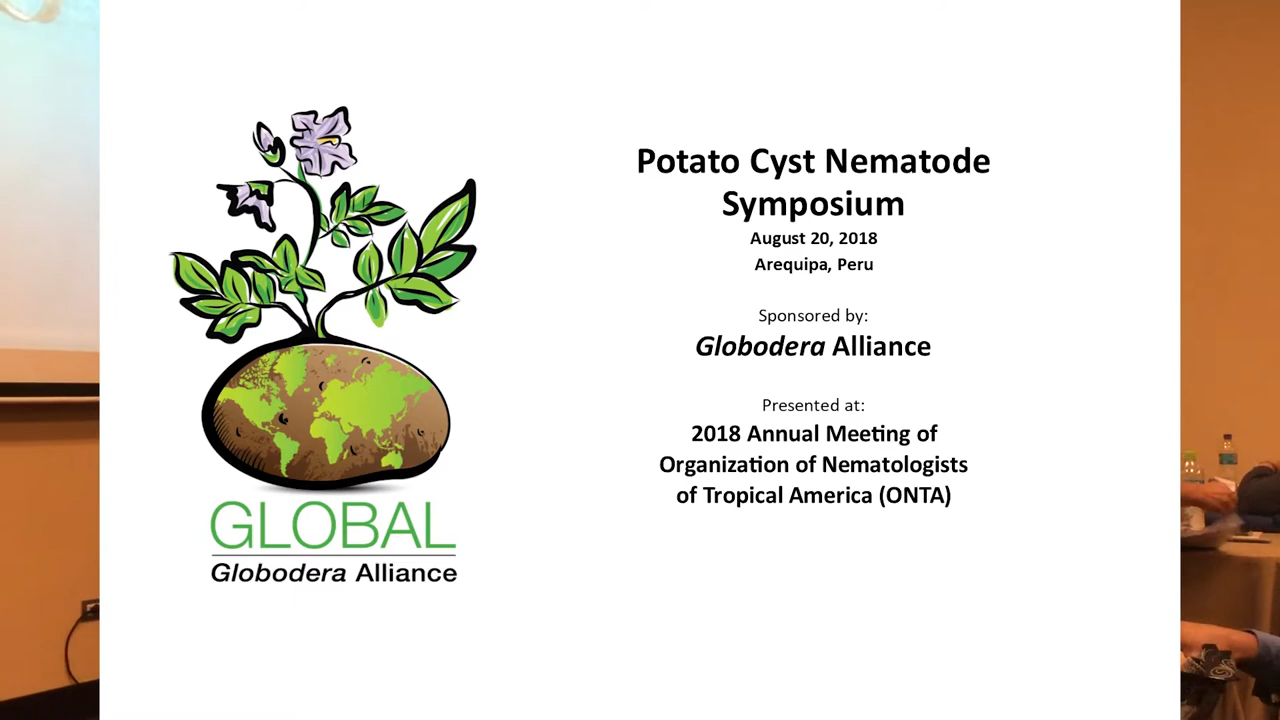 Potato Cyst Nematode
Symposium
August 20, 2018
Arequipa, Peru
Sponsored by:
Globodera Alliance
Presented at:
2018 Annual Meeting of
Organization of Nematologists
of Tropical America (ONTA)
GLOBAL
Globodera Alliance